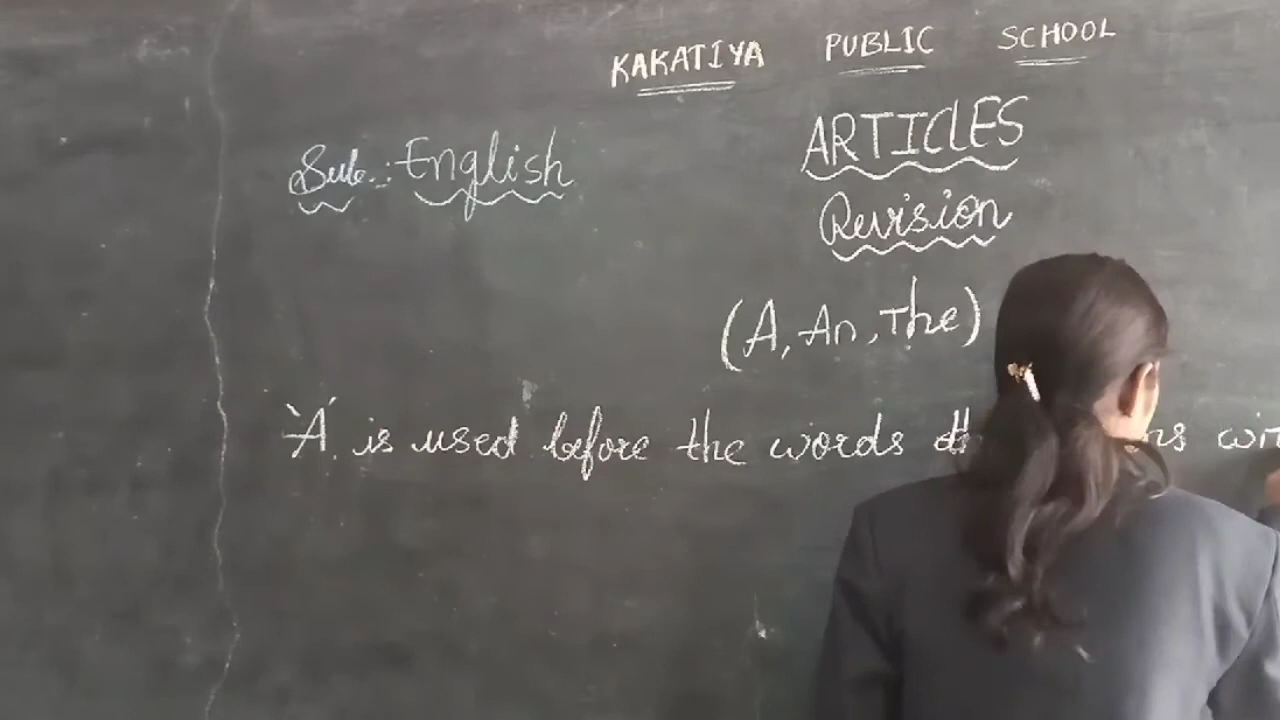 KAKATIYA PUBLIC SCHOOL
ARTICLES
Sub.: English
Revision
(A, An, The)
'A' is used before the words